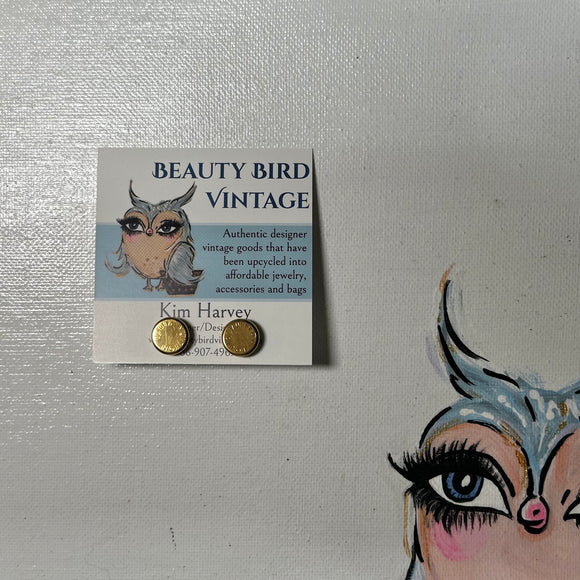 BEAUTY BIRD
VINTAGE
Authentic designer
vintage goods that have
been upcycled into
affordable jewelry,
accessories and bags
Kim Harvey